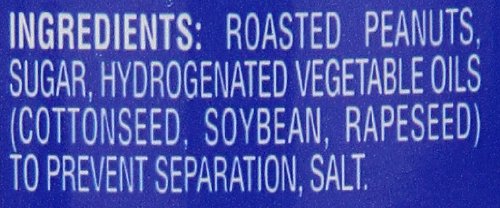 INGREDIENTS: ROASTED PEANUTS,
SUGAR, HYDROGENATED VEGETABLE OILS
(COTTONSEED, SOYBEAN, RAPESEED)
TO PREVENT SEPARATION, SALT.